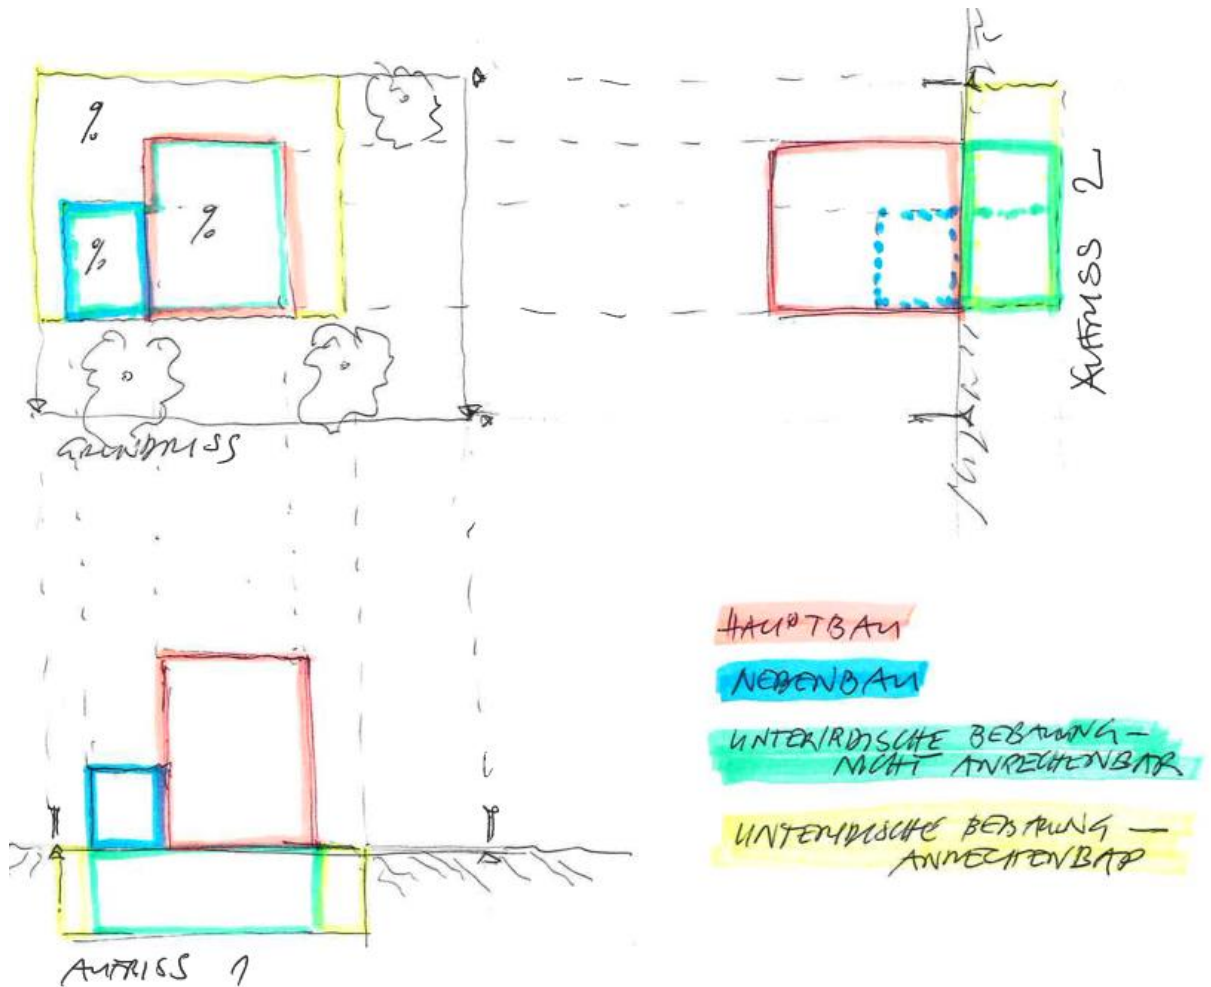 %
%
%
GRUNDRISS
AUFRISS 2
HAUPTBAU
NEBENBAU
UNTERIRDISCHE BEBAUUNG –
NICHT ANRECHENBAR
UNTERIRDISCHE BEBAUUNG –
ANRECHENBAR
AUFRISS 1